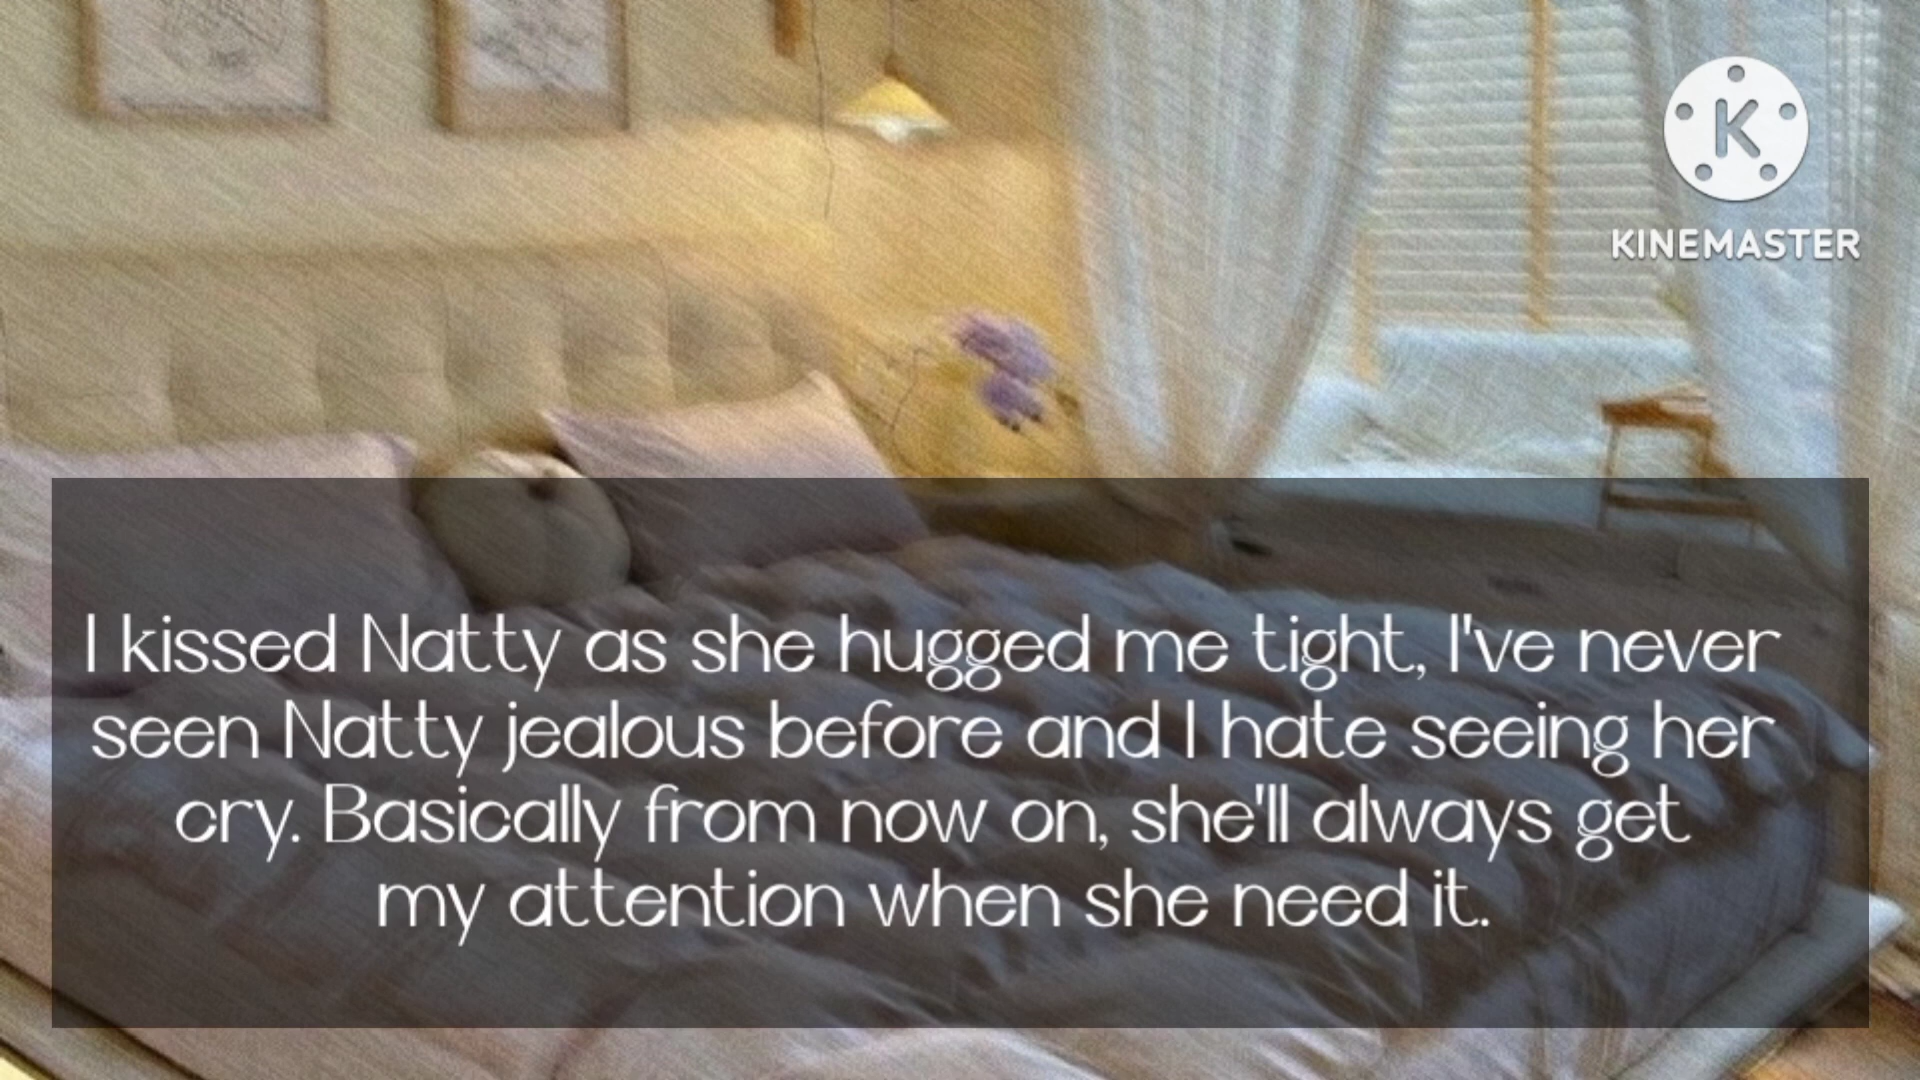 K
KINEMASTER
I kissed Natty as she hugged me tight, I've never
seen Natty jealous before and I hate seeing her
cry. Basically from now on, she'll always get
my attention when she need it.